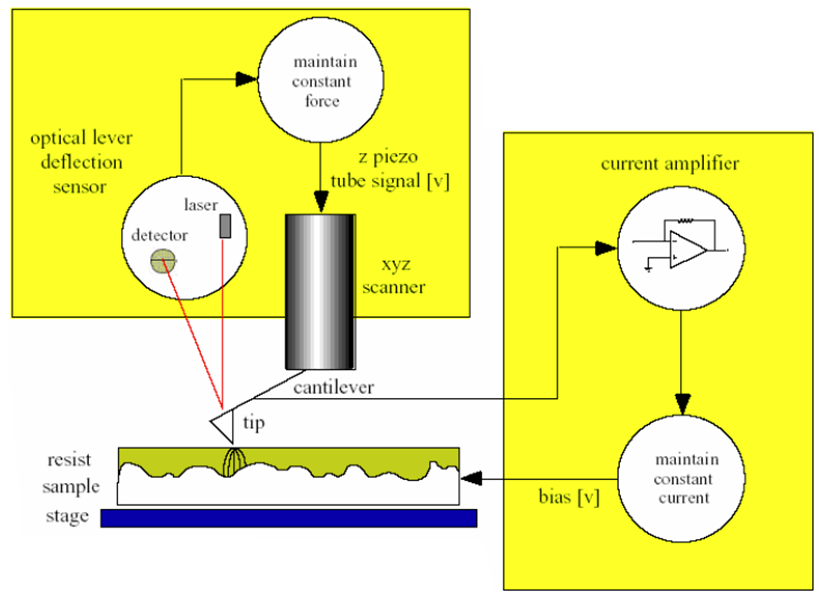 maintain
constant
force
optical lever
deflection
sensor
z piezo
tube signal [v]
laser
detector
xyz
scanner
cantilever
tip
resist
sample
stage
current amplifier
maintain
constant
current
bias [v]